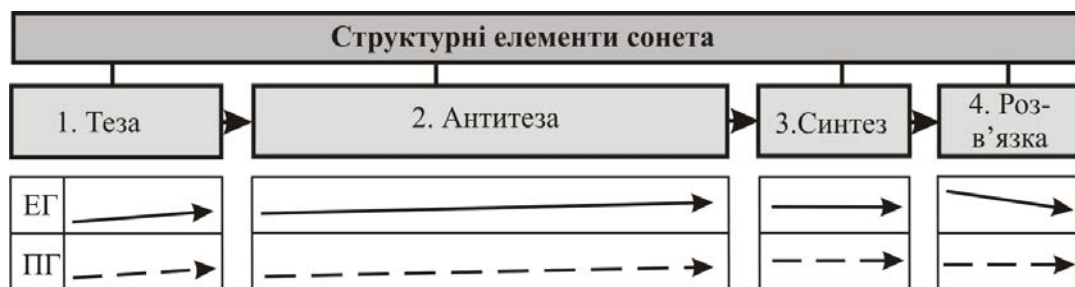 Структурні елементи сонета
1. Теза
2. Антитеза
3.Синтез
4. Роз-
в’язка
ЕГ
ПГ